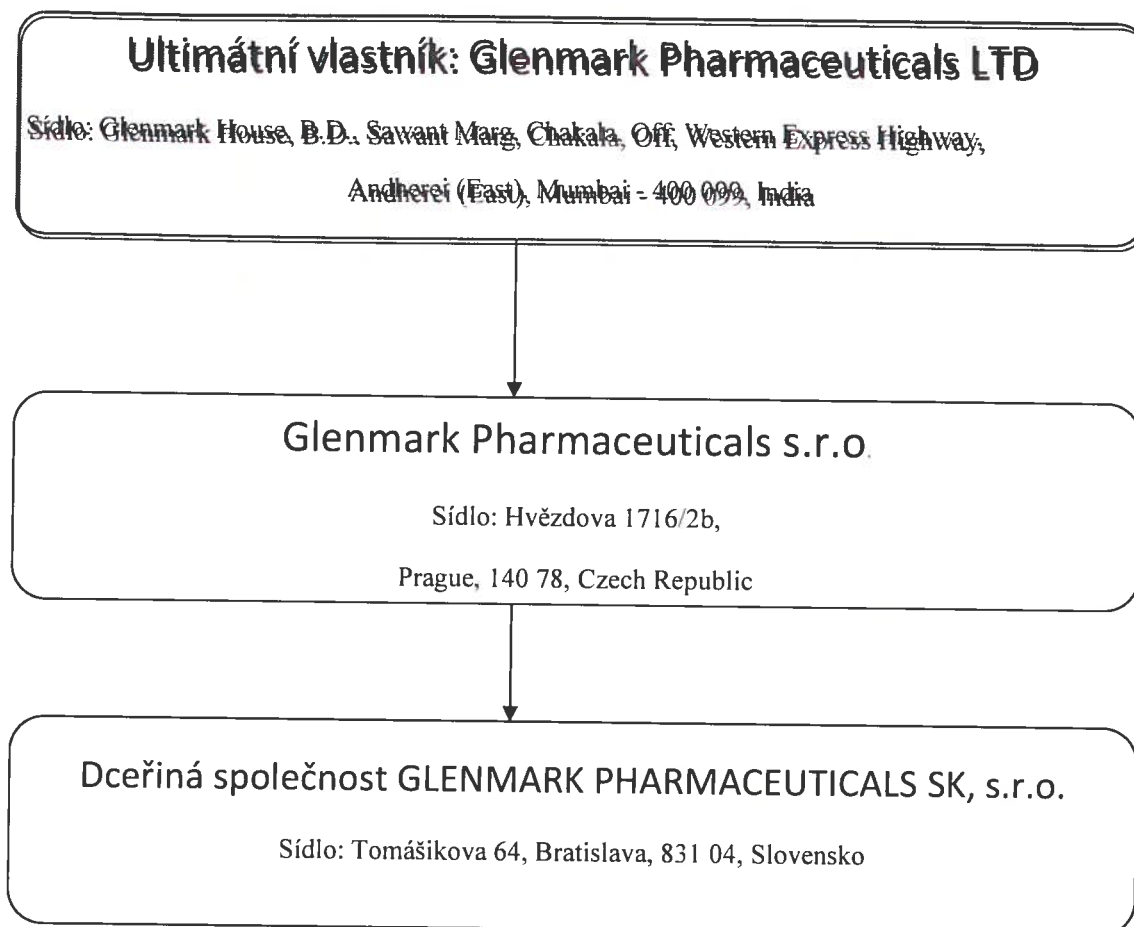 Ultimátní vlastník: Glenmark Pharmaceuticals LTD
Sídlo: Glenmark House, B.D., Sawant Marg, Chakala, Off, Western Express Highway,
Andherei (East), Mumbai - 400 099, India
Glenmark Pharmaceuticals s.r.o.
Sídlo: Hvězdova 1716/2b,
Prague, 140 78, Czech Republic
Dceřiná společnost GLENMARK PHARMACEUTICALS SK, s.r.o.
Sídlo: Tomášikova 64, Bratislava, 831 04, Slovensko